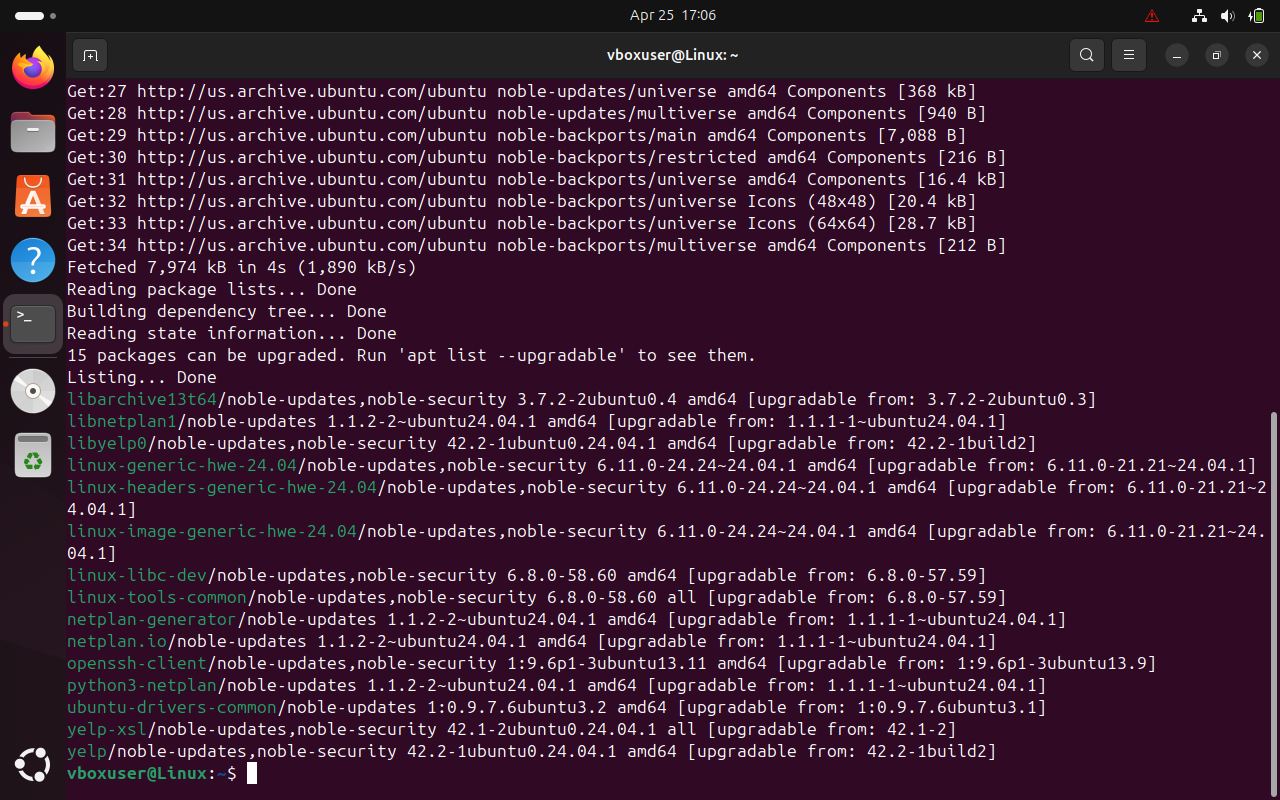 Apr 25 17:06
vboxuser@Linux: ~
Get:27 http://us.archive.ubuntu.com/ubuntu noble-updates/universe amd64 Components [368 kB]
Get:28 http://us.archive.ubuntu.com/ubuntu noble-updates/multiverse amd64 Components [940 B]
Get:29 http://us.archive.ubuntu.com/ubuntu noble-backports/main amd64 Components [7,088 B]
Get:30 http://us.archive.ubuntu.com/ubuntu noble-backports/restricted amd64 Components [216 B]
Get:31 http://us.archive.ubuntu.com/ubuntu noble-backports/universe amd64 Components [16.4 kB]
Get:32 http://us.archive.ubuntu.com/ubuntu noble-backports/universe Icons (48x48) [20.4 kB]
Get:33 http://us.archive.ubuntu.com/ubuntu noble-backports/universe Icons (64x64) [28.7 kB]
Get:34 http://us.archive.ubuntu.com/ubuntu noble-backports/multiverse amd64 Components [212 B]
Fetched 7,974 kB in 4s (1,890 kB/s)
Reading package lists... Done
Building dependency tree... Done
Reading state information... Done
15 packages can be upgraded. Run 'apt list --upgradable' to see them.
Listing... Done
libarchive13t64/noble-updates,noble-security 3.7.2-2ubuntu0.4 amd64 [upgradable from: 3.7.2-2ubuntu0.3]
libnetplan1/noble-updates 1.1.2-2~ubuntu24.04.1 amd64 [upgradable from: 1.1.1-1~ubuntu24.04.1]
libyelp0/noble-updates,noble-security 42.2-1ubuntu0.24.04.1 amd64 [upgradable from: 42.2-1build2]
linux-generic-hwe-24.04/noble-updates,noble-security 6.11.0-24.24~24.04.1 amd64 [upgradable from: 6.11.0-21.21~24.04.1]
linux-headers-generic-hwe-24.04/noble-updates,noble-security 6.11.0-24.24~24.04.1 amd64 [upgradable from: 6.11.0-21.21~2
4.04.1]
linux-image-generic-hwe-24.04/noble-updates,noble-security 6.11.0-24.24~24.04.1 amd64 [upgradable from: 6.11.0-21.21~24.
04.1]
linux-libc-dev/noble-updates,noble-security 6.8.0-58.60 amd64 [upgradable from: 6.8.0-57.59]
linux-tools-common/noble-updates,noble-security 6.8.0-58.60 all [upgradable from: 6.8.0-57.59]
netplan-generator/noble-updates 1.1.2-2~ubuntu24.04.1 amd64 [upgradable from: 1.1.1-1~ubuntu24.04.1]
netplan.io/noble-updates 1.1.2-2~ubuntu24.04.1 amd64 [upgradable from: 1.1.1-1~ubuntu24.04.1]
openssh-client/noble-updates,noble-security 1:9.6p1-3ubuntu13.11 amd64 [upgradable from: 1:9.6p1-3ubuntu13.9]
python3-netplan/noble-updates 1.1.2-2~ubuntu24.04.1 amd64 [upgradable from: 1.1.1-1~ubuntu24.04.1]
ubuntu-drivers-common/noble-updates 1:0.9.7.6ubuntu3.2 amd64 [upgradable from: 1:0.9.7.6ubuntu3.1]
yelp-xsl/noble-updates,noble-security 42.1-2ubuntu0.24.04.1 all [upgradable from: 42.1-2]
yelp/noble-updates,noble-security 42.2-1ubuntu0.24.04.1 amd64 [upgradable from: 42.2-1build2]
vboxuser@Linux:~$